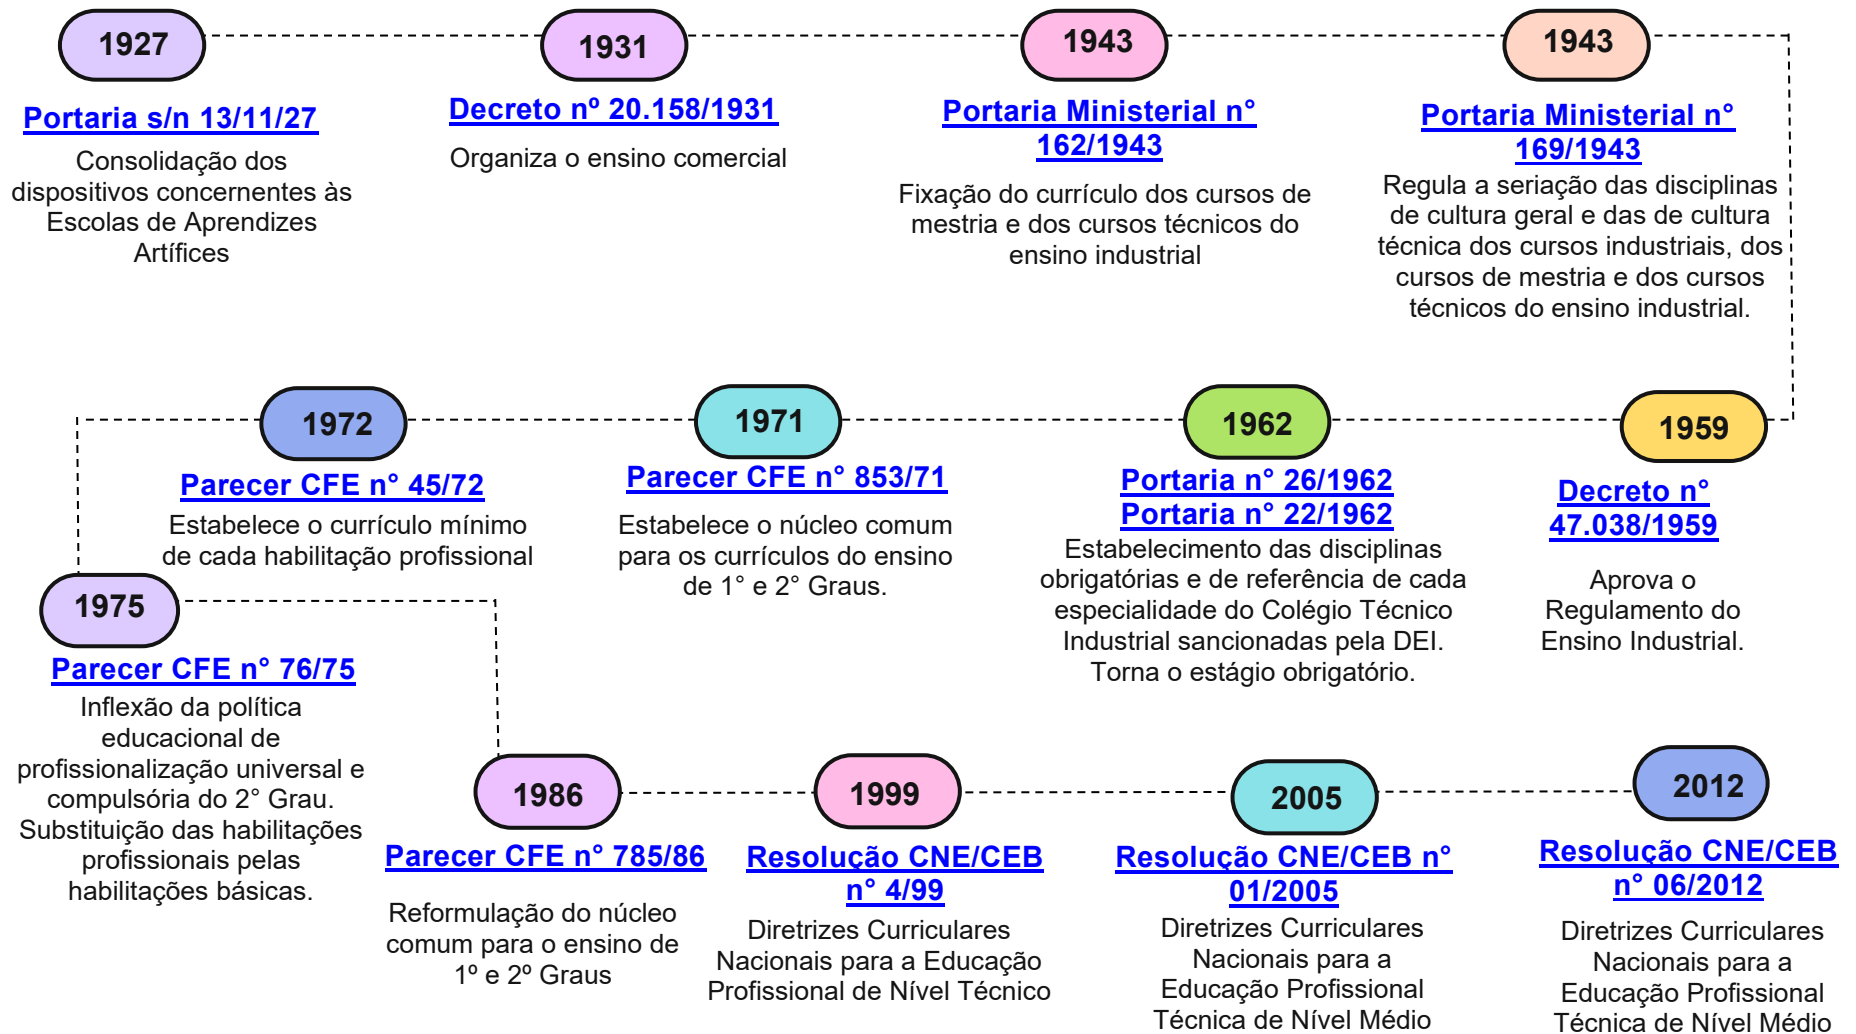 1927
Portaria s/n 13/11/27
Consolidação dos
dispositivos concernentes às
Escolas de Aprendizes
Artífices
1931
Decreto nº 20.158/1931
Organiza o ensino comercial
1943
Portaria Ministerial n°
162/1943
Fixação do currículo dos cursos de
mestria e dos cursos técnicos do
ensino industrial
1943
Portaria Ministerial n°
169/1943
Regula a seriação das disciplinas
de cultura geral e das de cultura
técnica dos cursos industriais, dos
cursos de mestria e dos cursos
técnicos do ensino industrial.
1959
Decreto n°
47.038/1959
Aprova o
Regulamento do
Ensino Industrial.
1962
Portaria n° 26/1962
Portaria n° 22/1962
Estabelecimento das disciplinas
obrigatórias e de referência de cada
especialidade do Colégio Técnico
Industrial sancionadas pela DEI.
Torna o estágio obrigatório.
1971
Parecer CFE n° 853/71
Estabelece o núcleo comum
para os currículos do ensino
de 1° e 2° Graus.
1972
Parecer CFE n° 45/72
Estabelece o currículo mínimo
de cada habilitação profissional
1975
Parecer CFE n° 76/75
Inflexão da política
educacional de
profissionalização universal e
compulsória do 2° Grau.
Substituição das habilitações
profissionais pelas
habilitações básicas.
1986
Parecer CFE n° 785/86
Reformulação do núcleo
comum para o ensino de
1º e 2º Graus
1999
Resolução CNE/CEB
n° 4/99
Diretrizes Curriculares
Nacionais para a Educação
Profissional de Nível Técnico
2005
Resolução CNE/CEB n°
01/2005
Diretrizes Curriculares
Nacionais para a
Educação Profissional
Técnica de Nível Médio
2012
Resolução CNE/CEB
n° 06/2012
Diretrizes Curriculares
Nacionais para a
Educação Profissional
Técnica de Nível Médio